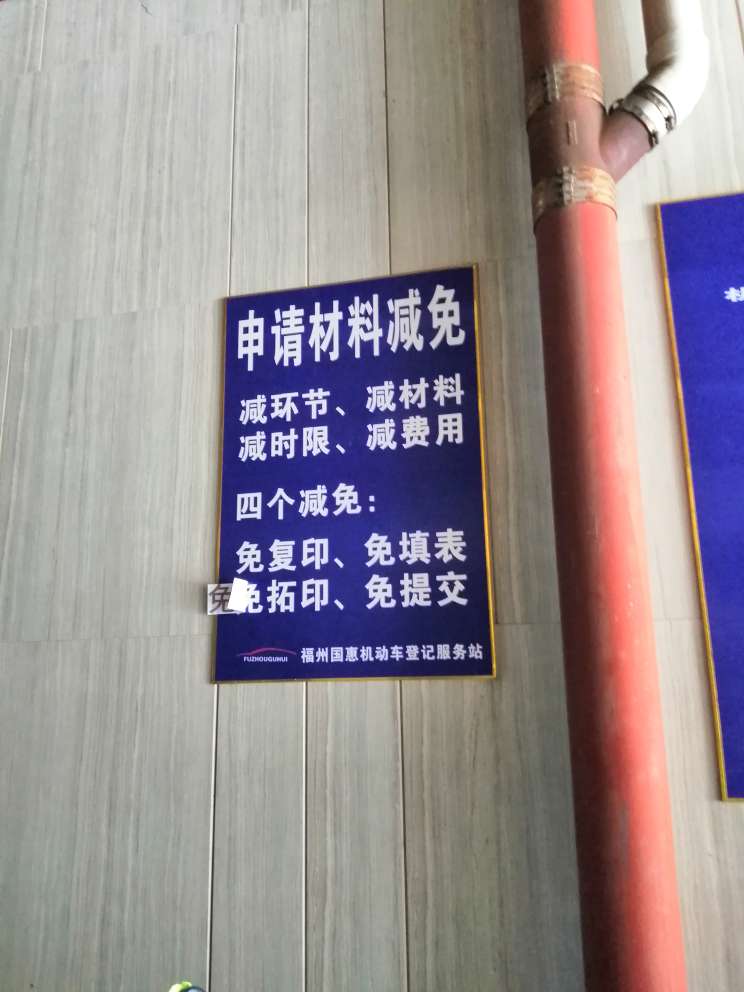 申请材料减免
减环节、减材料
减时限、减费用
四个减免：
免复印、免填表
免免拓印、免提交
FUZHOUGUHUI 福州国惠机动车登记服务站